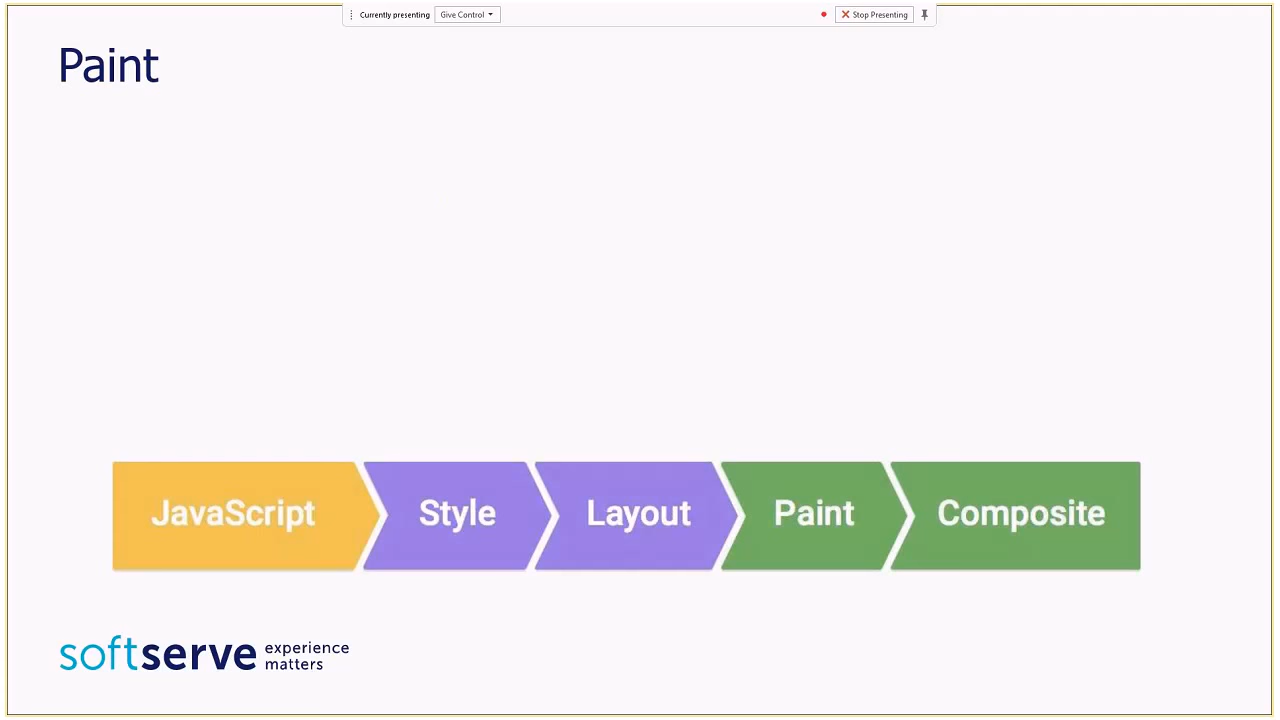 Currently presenting Give Control Stop Presenting
Paint
JavaScript Style Layout Paint Composite
softserve experience
matters